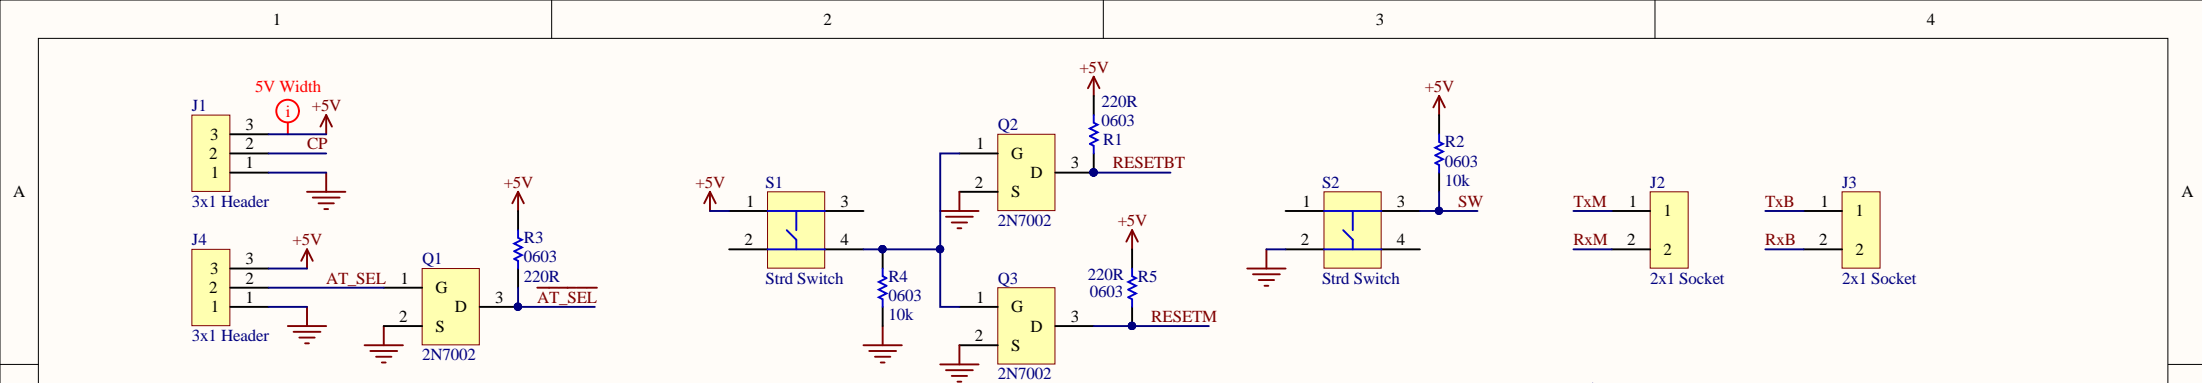 1 2 3 4
A A
5V Width
i
J1
+5V
3 3
2 2 CP
1 1
3x1 Header
J4
+5V
3 3
2 2 AT_SEL
1 1
3x1 Header
+5V
R3
0603
220R
Q1
1 G
D 3 AT_SEL
2 S
2N7002
+5V
S1
1 3
2 4
Strd Switch
R4
0603
10k
+5V
220R
0603
R1
Q2
1 G
D 3 RESETBT
2 S
2N7002
+5V
220R R5
0603
Q3
1 G
D 3 RESETM
2 S
2N7002
+5V
R2
0603
10k
S2
1 3 SW
2 4
Strd Switch
J2
TxM 1 1
RxM 2 2
2x1 Socket
J3
TxB 1 1
RxB 2 2
2x1 Socket